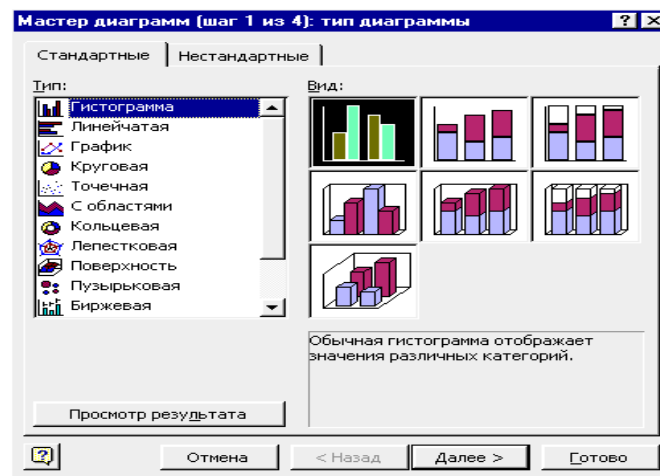 Мастер диаграмм (шаг 1 из 4): тип диаграммы
Стандартные
Нестандартные
Тип:
Гистограмма
Линейчатая
График
Круговая
Точечная
С областями
Кольцевая
Лепестковая
Поверхность
Пузырьковая
Биржевая
Вид:
Обычная гистограмма отображает
значения различных категорий.
Просмотр результата
Отмена
< Назад
Далее >
Готово